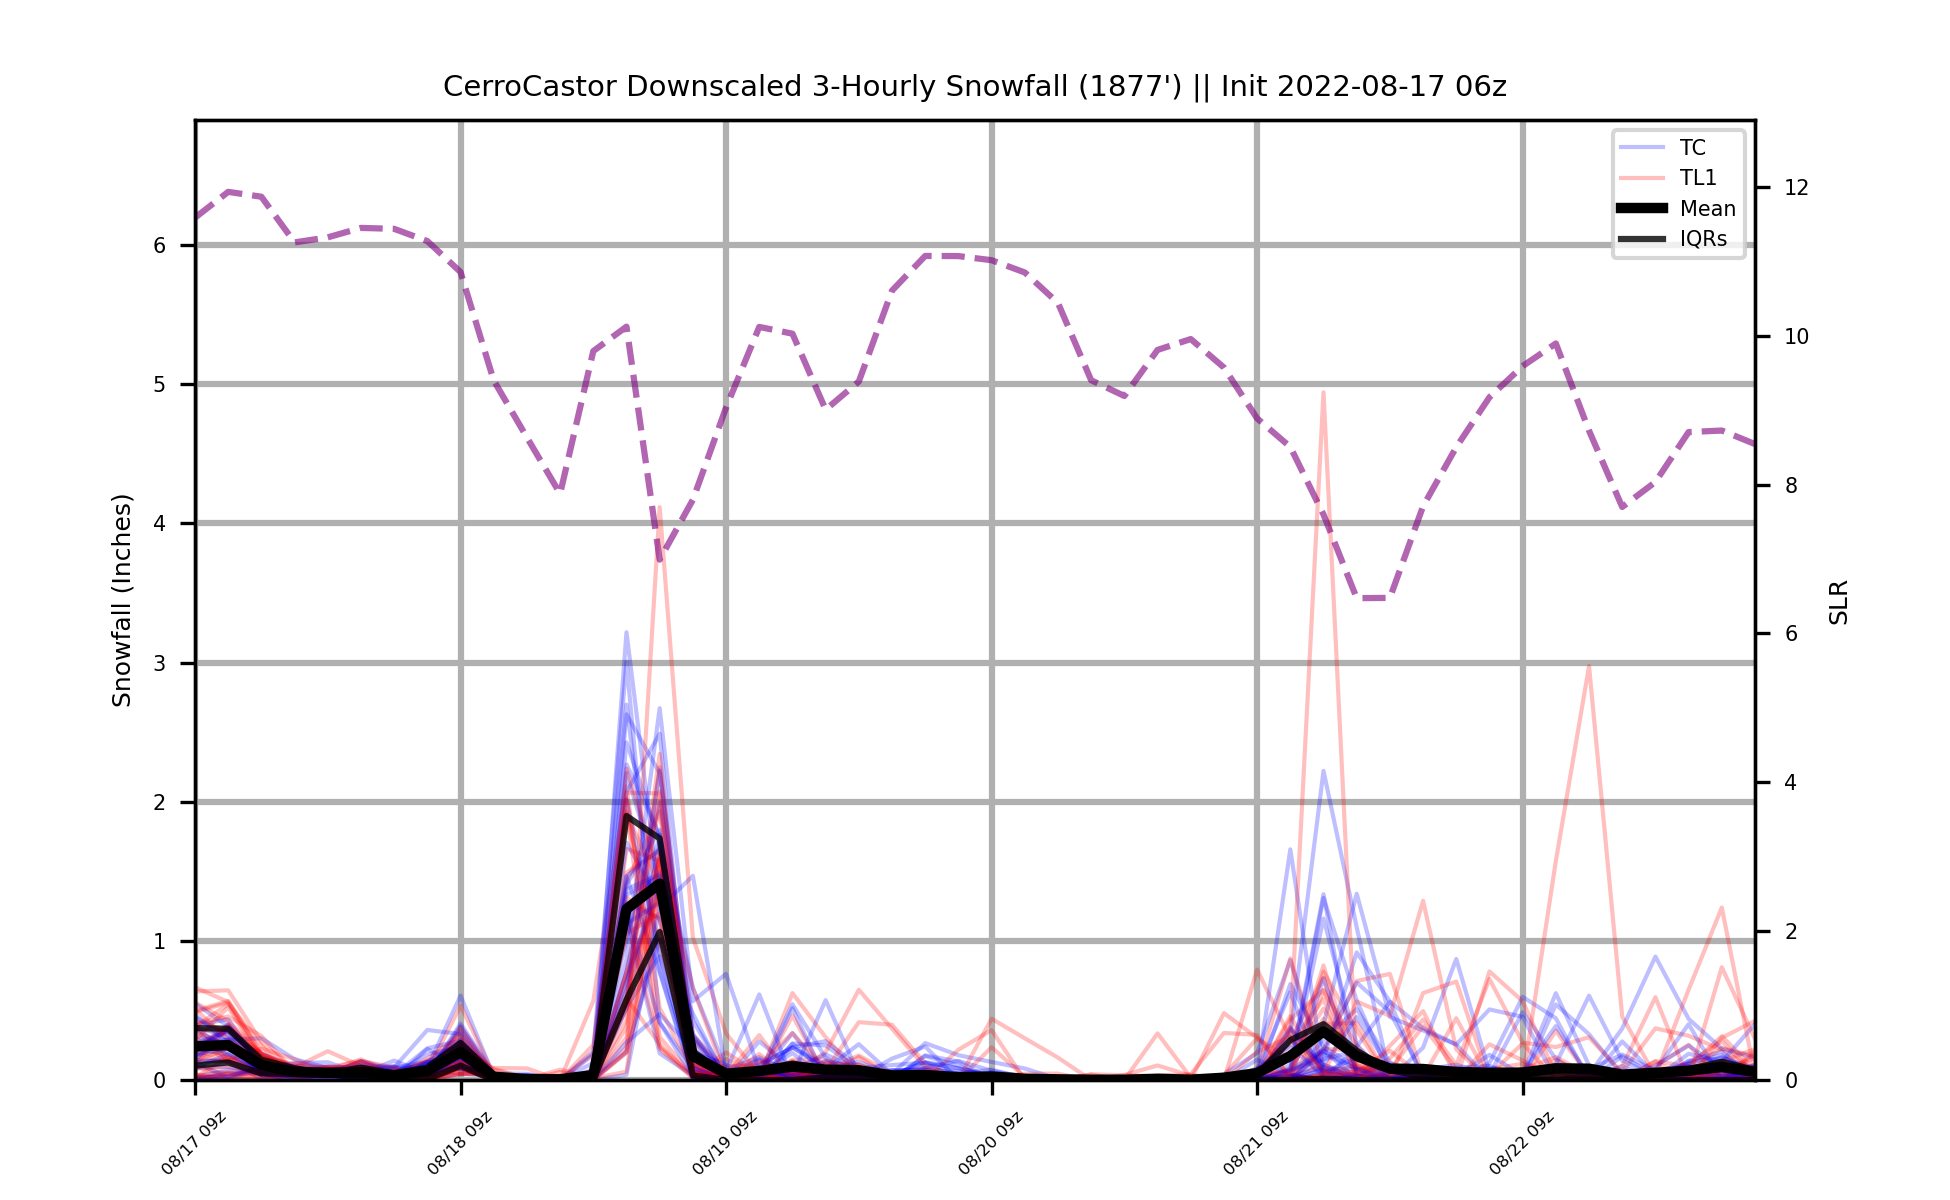 CerroCastor Downscaled 3-Hourly Snowfall (1877') || Init 2022-08-17 06z
TC
TL1
Mean
IQRs
Snowfall (Inches)
6
5
4
3
2
1
0
12
10
8
6
4
2
0
SLR
08/17 09z
08/18 09z
08/19 09z
08/20 09z
08/21 09z
08/22 09z